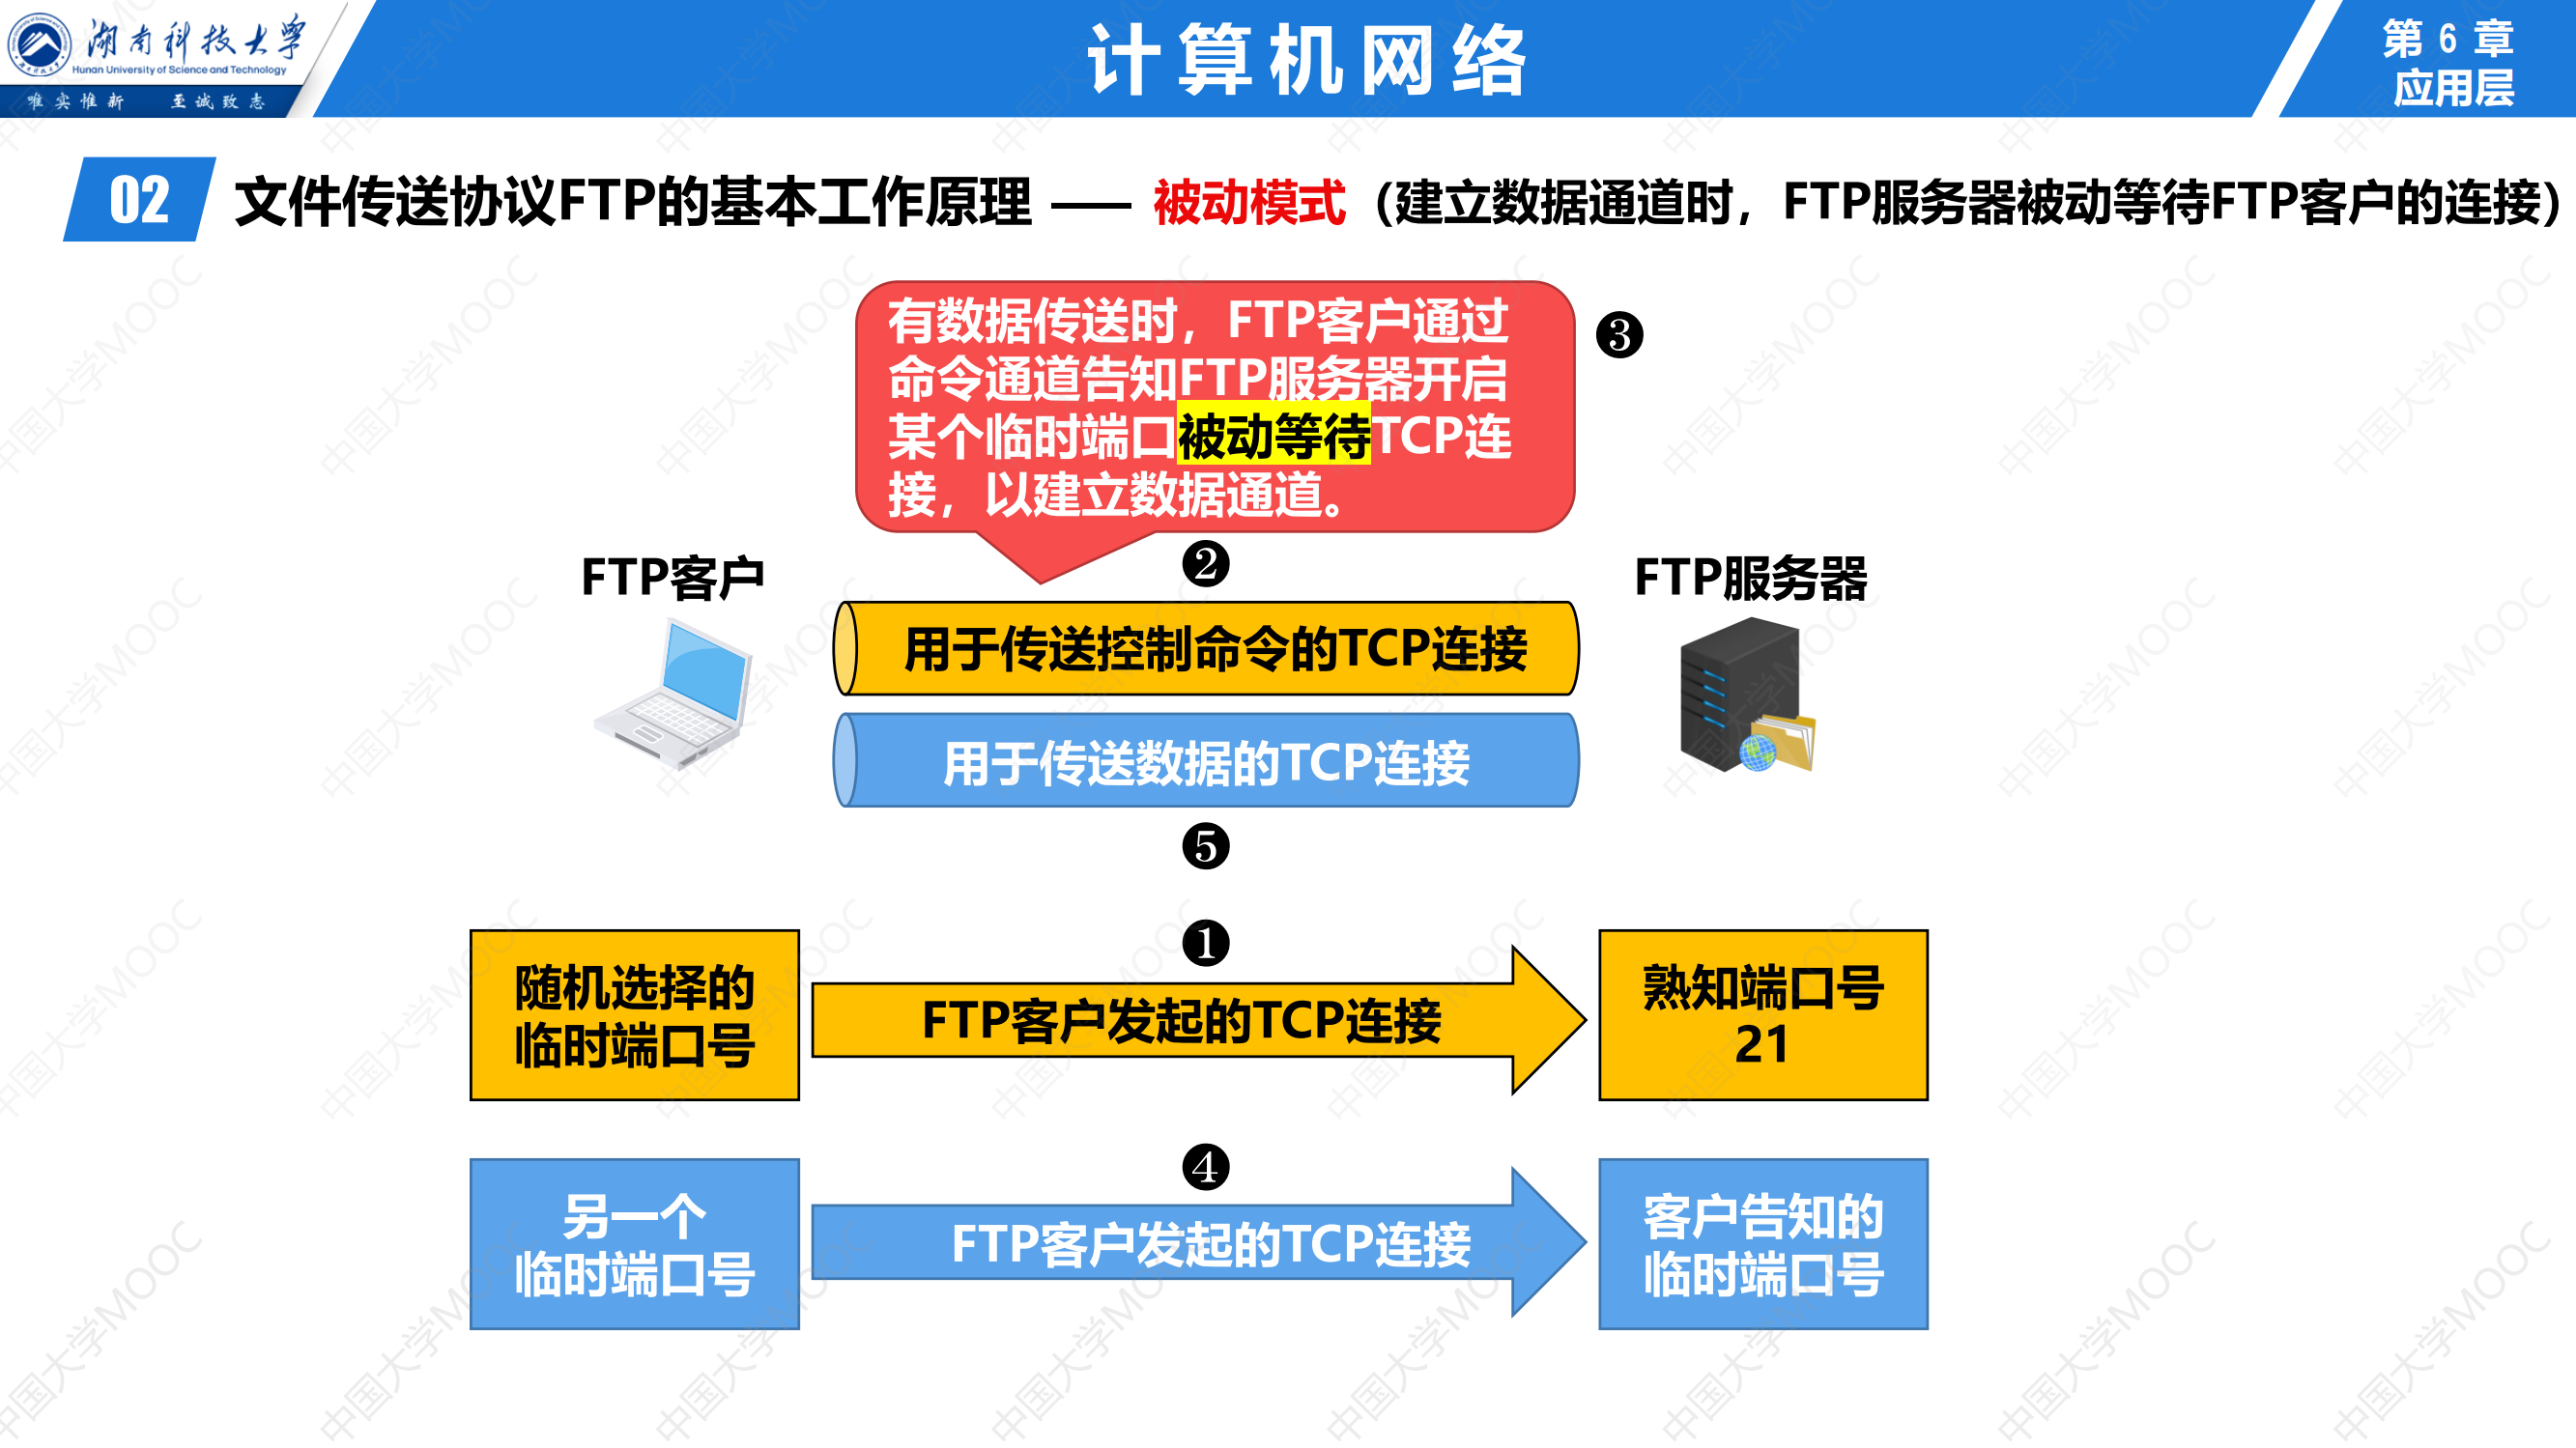 湖南科技大学
Hunan University of Science and Technology
唯实惟新 至诚致志
计算机网络
第 6 章
应用层
02
文件传送协议FTP的基本工作原理 —— 被动模式（建立数据通道时，FTP服务器被动等待FTP客户的连接）
有数据传送时，FTP客户通过
命令通道告知FTP服务器开启
某个临时端口被动等待TCP连
接，以建立数据通道。
❸
❷
FTP客户
FTP服务器
用于传送控制命令的TCP连接
用于传送数据的TCP连接
❺
❶
随机选择的
临时端口号
FTP客户发起的TCP连接
熟知端口号
21
❹
另一个
临时端口号
FTP客户发起的TCP连接
客户告知的
临时端口号
中国大学MOOC